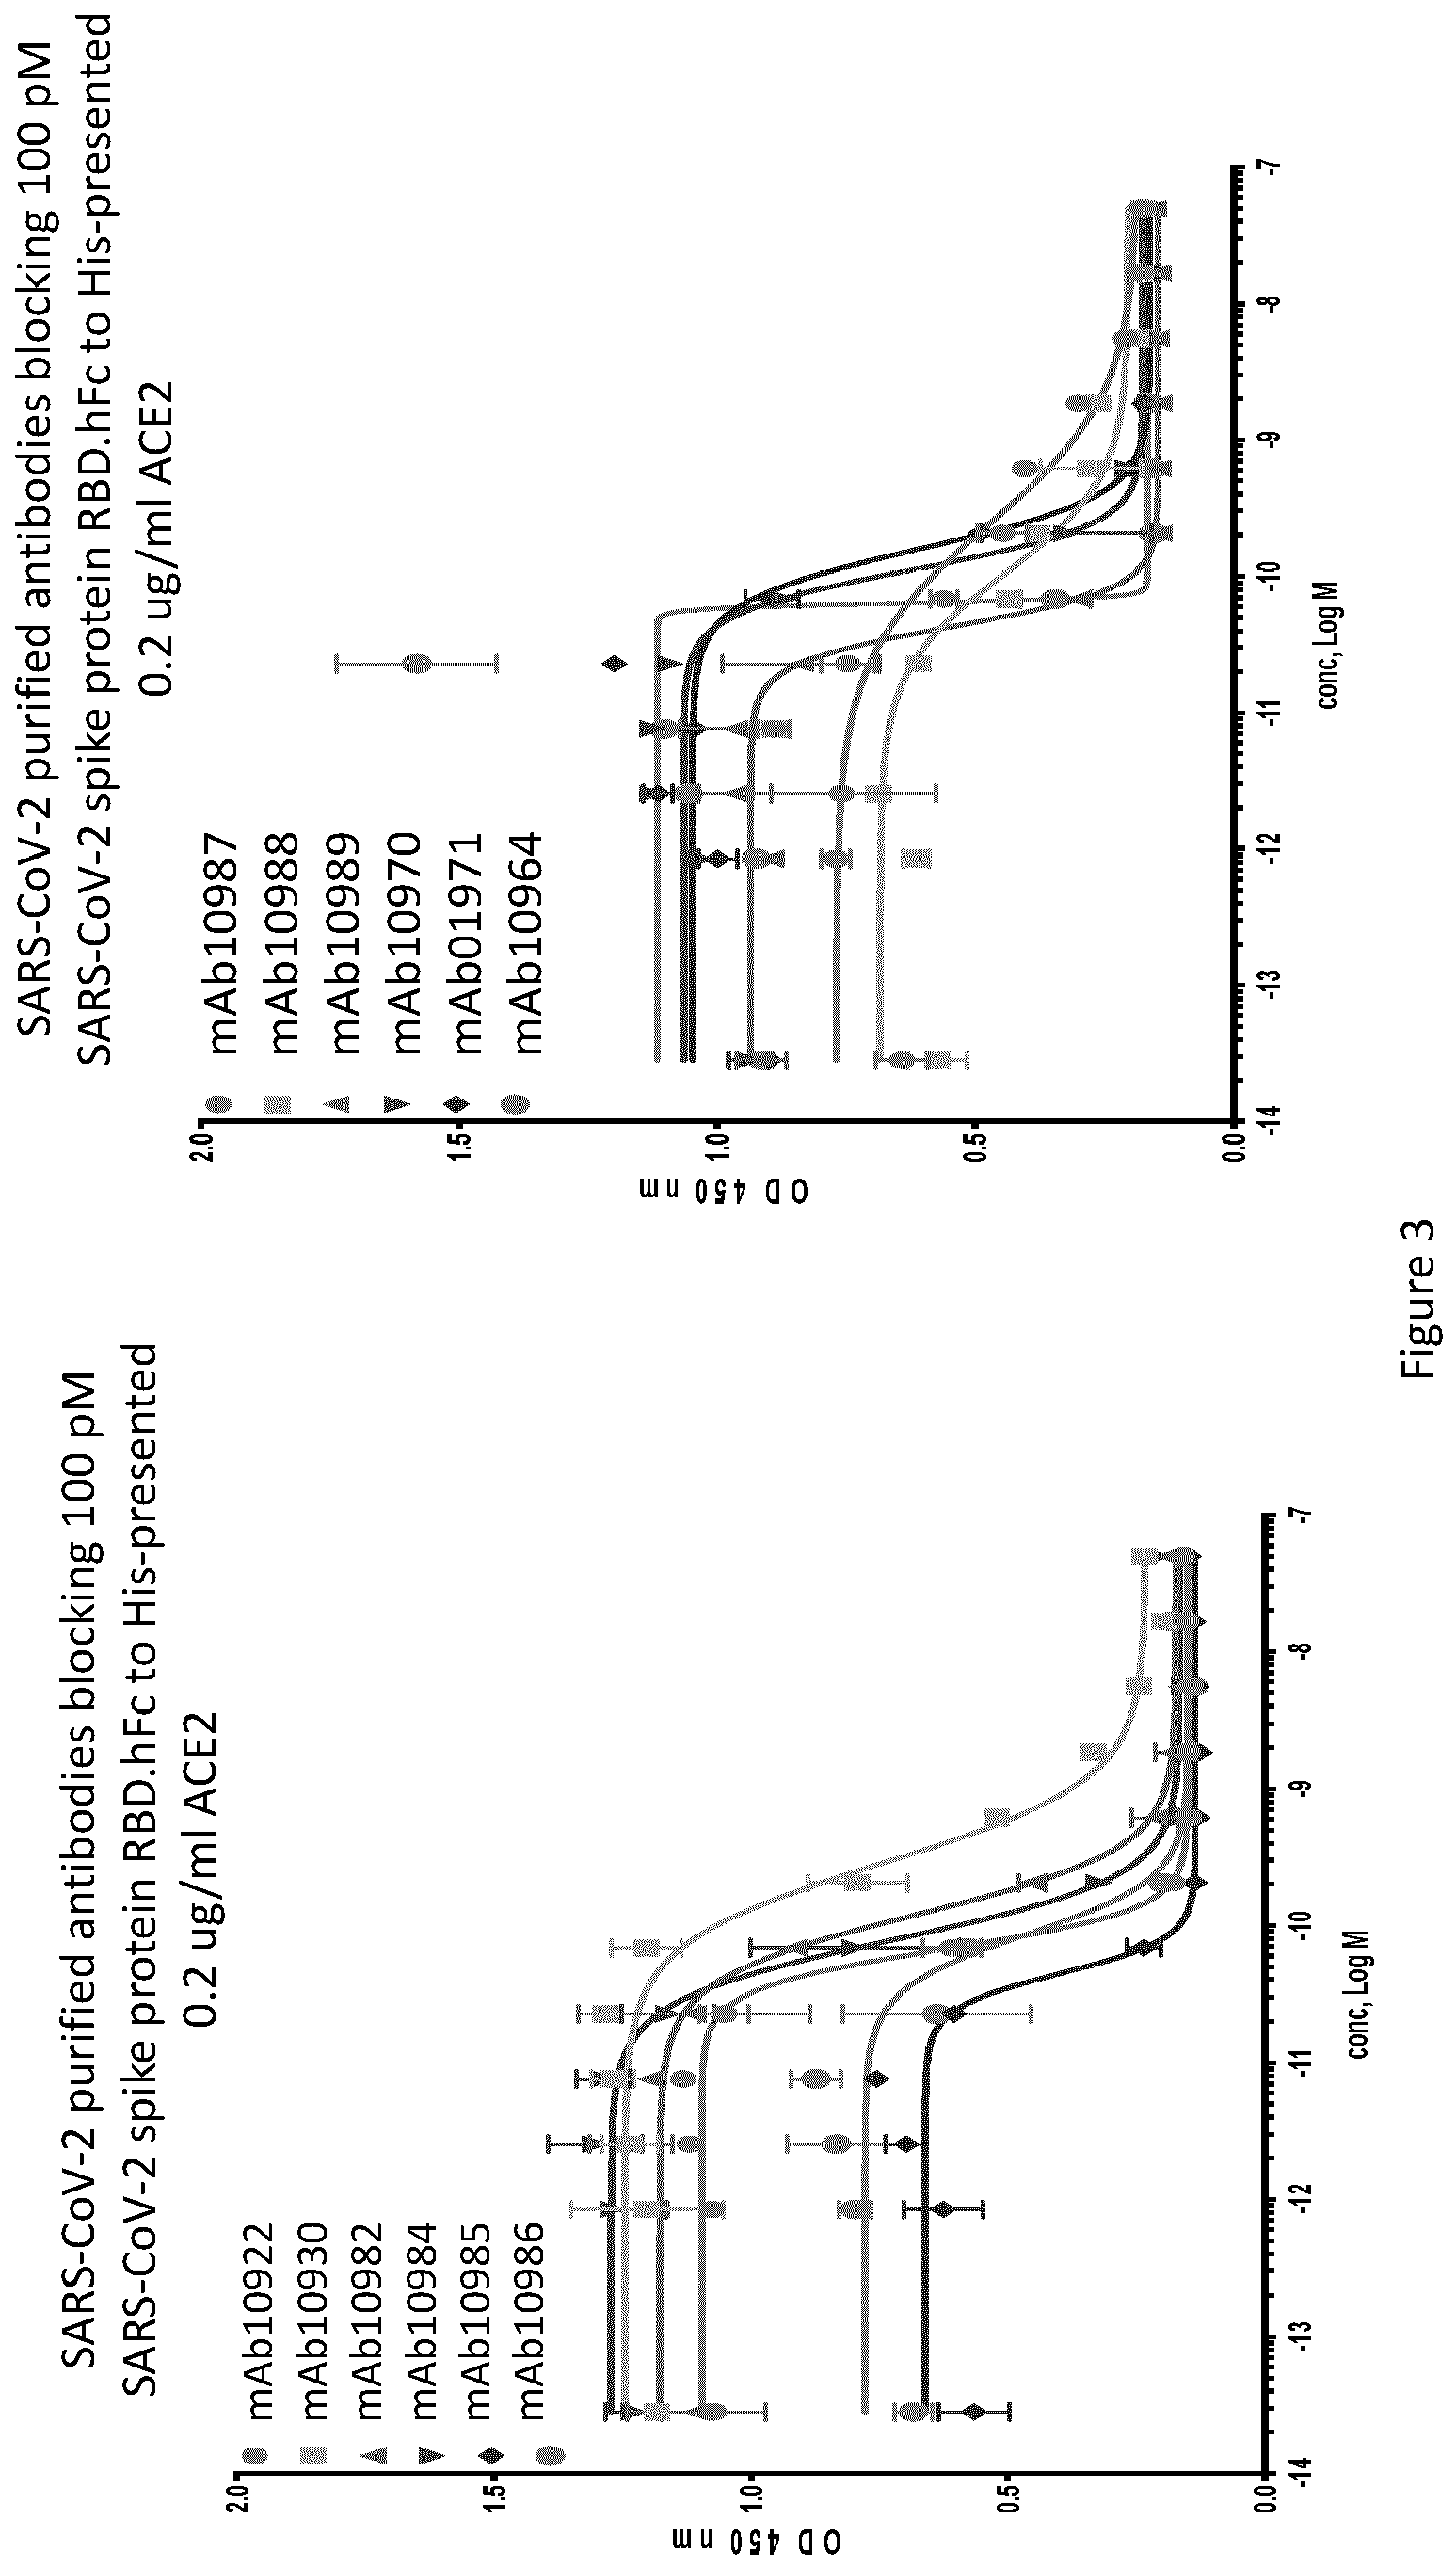 SARS-CoV-2 purified antibodies blocking 100 pM
SARS-CoV-2 spike protein RBD.hFc to His-presented
0.2 ug/ml ACE2
mAb10922
mAb10930
mAb10982
mAb10984
mAb10985
mAb10986
OD 450 nm
2.0
1.5
1.0
0.5
0.0
-14
-13
-12
-11
-10
-9
-8
-7
conc, Log M
SARS-CoV-2 purified antibodies blocking 100 pM
SARS-CoV-2 spike protein RBD.hFc to His-presented
0.2 ug/ml ACE2
mAb10987
mAb10988
mAb10989
mAb10970
mAb01971
mAb10964
OD 450 nm
2.0
1.5
1.0
0.5
0.0
-14
-13
-12
-11
-10
-9
-8
-7
conc, Log M
Figure 3